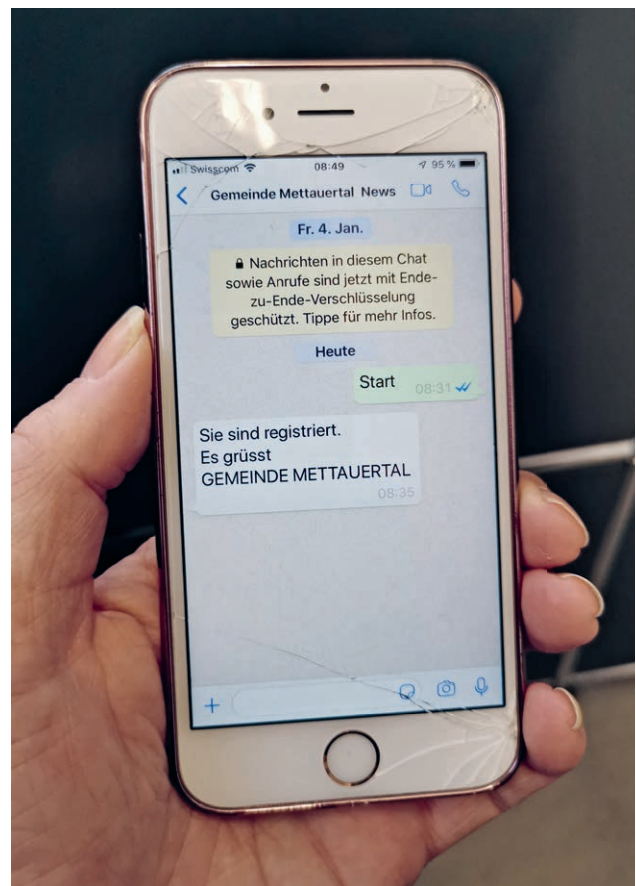 Swisscom 08:49 95 %
Gemeinde Mettauertal News
Fr. 4. Jan.
Nachrichten in diesem Chat
sowie Anrufe sind jetzt mit Ende-
zu-Ende-Verschlüsselung
geschützt. Tippe für mehr Infos.
Heute
Start 08:31
Sie sind registriert.
Es grüsst
GEMEINDE METTAUERTAL
08:35